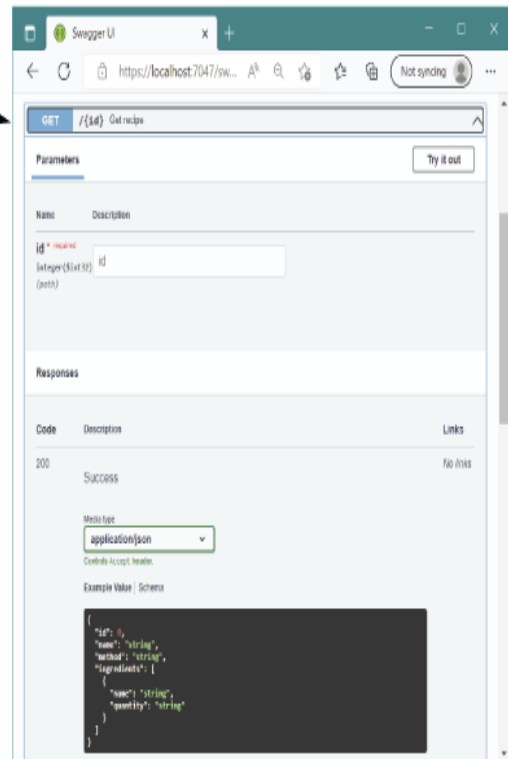 Swagger UI
https://localhost:7047/sw...
Not syncing
GET /{id} Get recipe
Parameters
Try it out
Name Description
id * required
integer($int32)
(path)
id
Responses
Code Description Links
200 Success No links
Media type
application/json
Controls Accept header.
Example Value | Schema
{
"id": 0,
"name": "string",
"method": "string",
"ingredients": [
{
"name": "string",
"quantity": "string"
}
]
}